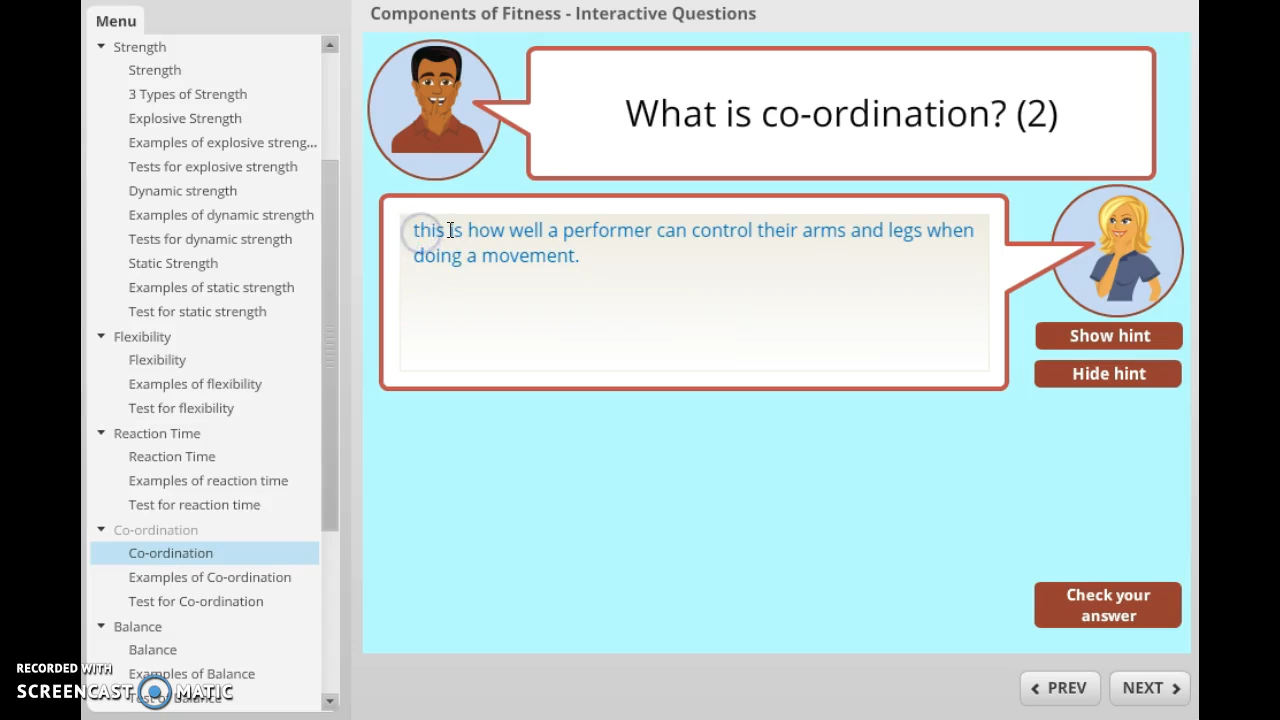 Components of Fitness - Interactive Questions
Menu
Strength
Strength
3 Types of Strength
Explosive Strength
Examples of explosive streng...
Tests for explosive strength
Dynamic strength
Examples of dynamic strength
Tests for dynamic strength
Static Strength
Examples of static strength
Test for static strength
Flexibility
Flexibility
Examples of flexibility
Test for flexibility
Reaction Time
Reaction Time
Examples of reaction time
Test for reaction time
Co-ordination
Co-ordination
Examples of Co-ordination
Test for Co-ordination
Balance
Balance
Examples of Balance
Test of Balance
What is co-ordination? (2)
this is how well a performer can control their arms and legs when
doing a movement.
Show hint
Hide hint
Check your
answer
PREV
NEXT
RECORDED WITH
SCREENCAST MATIC